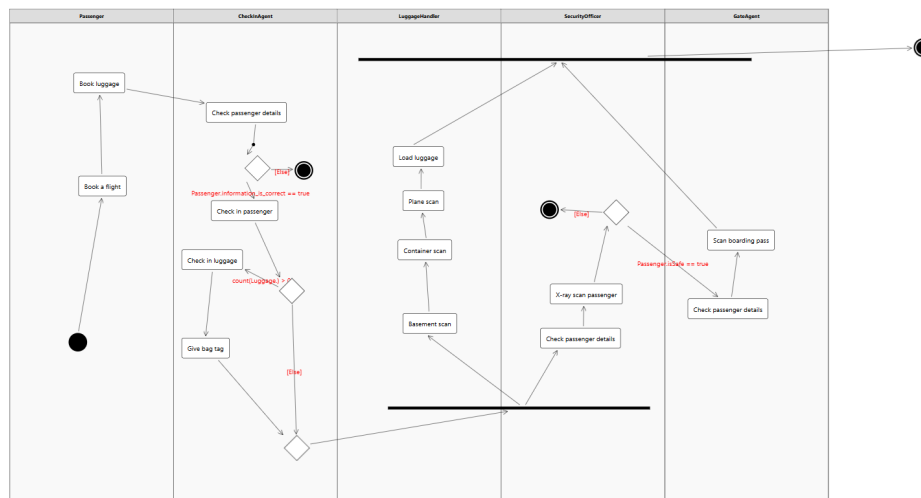 Passenger
CheckInAgent
LuggageHandler
SecurityOfficer
GateAgent
Book luggage
Check passenger details
Load luggage
[Else]
Book a flight
Passenger.information_is_correct == true
Plane scan
Check in passenger
[Else]
Scan boarding pass
Container scan
Check in luggage
Passenger.isSafe == true
count(Luggage.) > 0
X-ray scan passenger
Check passenger details
Basement scan
Check passenger details
Give bag tag
[Else]